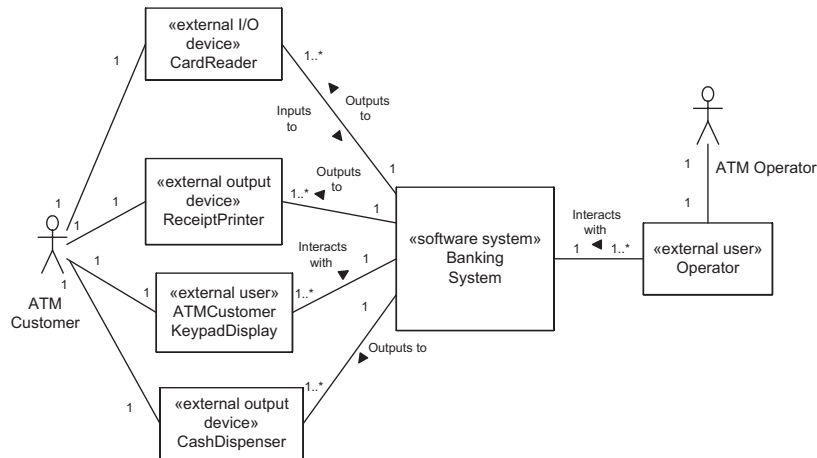 «external I/O
device»
CardReader
1
1
1..*
Inputs
to
Outputs
to
1
«external output
device»
ReceiptPrinter
1
1
1..*
Outputs
to
1
ATM
Customer
«external user»
ATMCustomer
KeypadDisplay
1
1
1..*
Interacts
with
1
«external output
device»
CashDispenser
1
1
1..*
Outputs to
1
«software system»
Banking
System
1
Interacts
with
1..*
«external user»
Operator
1
1
ATM Operator